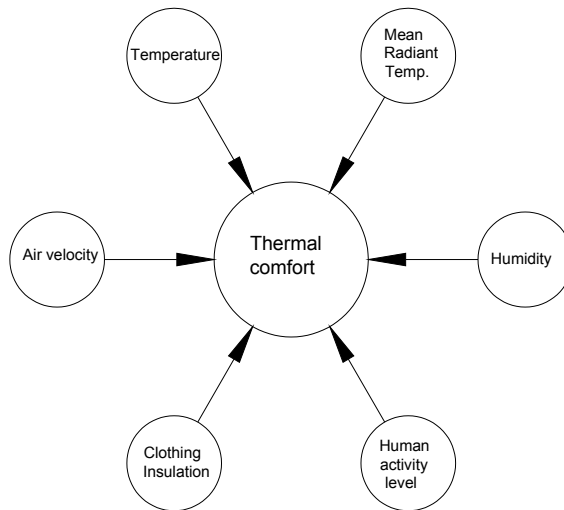 Temperature
Mean
Radiant
Temp.
Air velocity
Thermal
comfort
Humidity
Clothing
Insulation
Human
activity
level